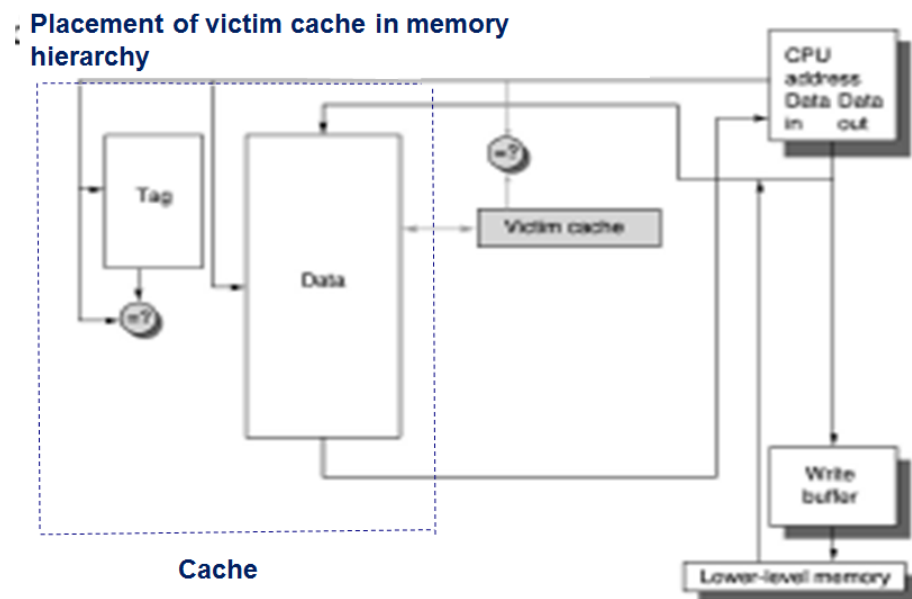 Placement of victim cache in memory
hierarchy
CPU
address
Data Data
in out
=?
Tag
Victim cache
Data
=?
Write
buffer
Cache
Lower-level memory